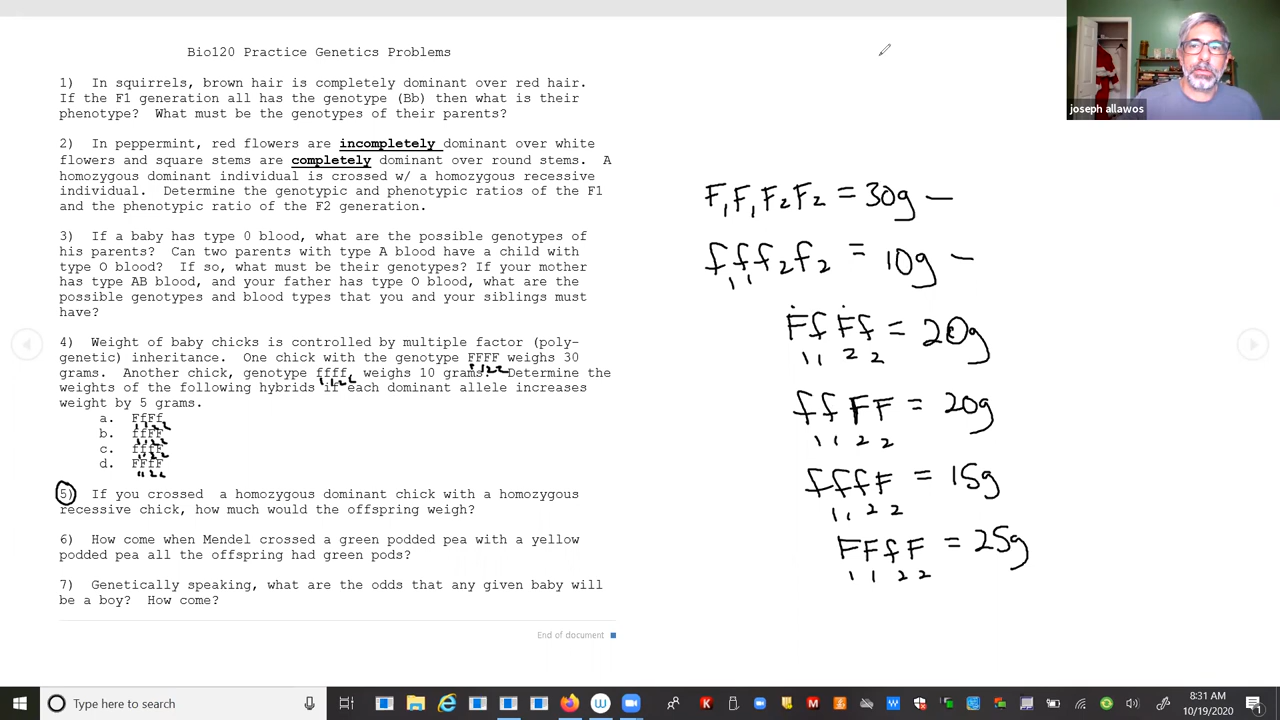 Bio120 Practice Genetics Problems
1) In squirrels, brown hair is completely dominant over red hair.
If the F1 generation all has the genotype (Bb) then what is their
phenotype? What must be the genotypes of their parents?
2) In peppermint, red flowers are incompletely dominant over white
flowers and square stems are completely dominant over round stems. A
homozygous dominant individual is crossed w/ a homozygous recessive
individual. Determine the genotypic and phenotypic ratios of the F1
and the phenotypic ratio of the F2 generation.
3) If a baby has type 0 blood, what are the possible genotypes of
his parents? Can two parents with type A blood have a child with
type O blood? If so, what must be their genotypes? If your mother
has type AB blood, and your father has type O blood, what are the
possible genotypes and blood types that you and your siblings must
have?
4) Weight of baby chicks is controlled by multiple factor (poly-
genetic) inheritance. One chick with the genotype FFFF weighs 30
1122
grams. Another chick, genotype ffff, weighs 10 grams. Determine the
1122
weights of the following hybrids if each dominant allele increases
weight by 5 grams.
a. FfFf
1122
b. ffFF
1122
c. fffF
1122
d. FFfF
1122
5) If you crossed a homozygous dominant chick with a homozygous
recessive chick, how much would the offspring weigh?
6) How come when Mendel crossed a green podded pea with a yellow
podded pea all the offspring had green pods?
7) Genetically speaking, what are the odds that any given baby will
be a boy? How come?
End of document
F1F1F2F2 = 30g —
f1f1f2f2 = 10g —
F1f1F2f2 = 20g
f1f1F2F2 = 20g
f1f1f2F2 = 15g
F1F1f2F2 = 25g
joseph allawos
Type here to search
8:31 AM
10/19/2020